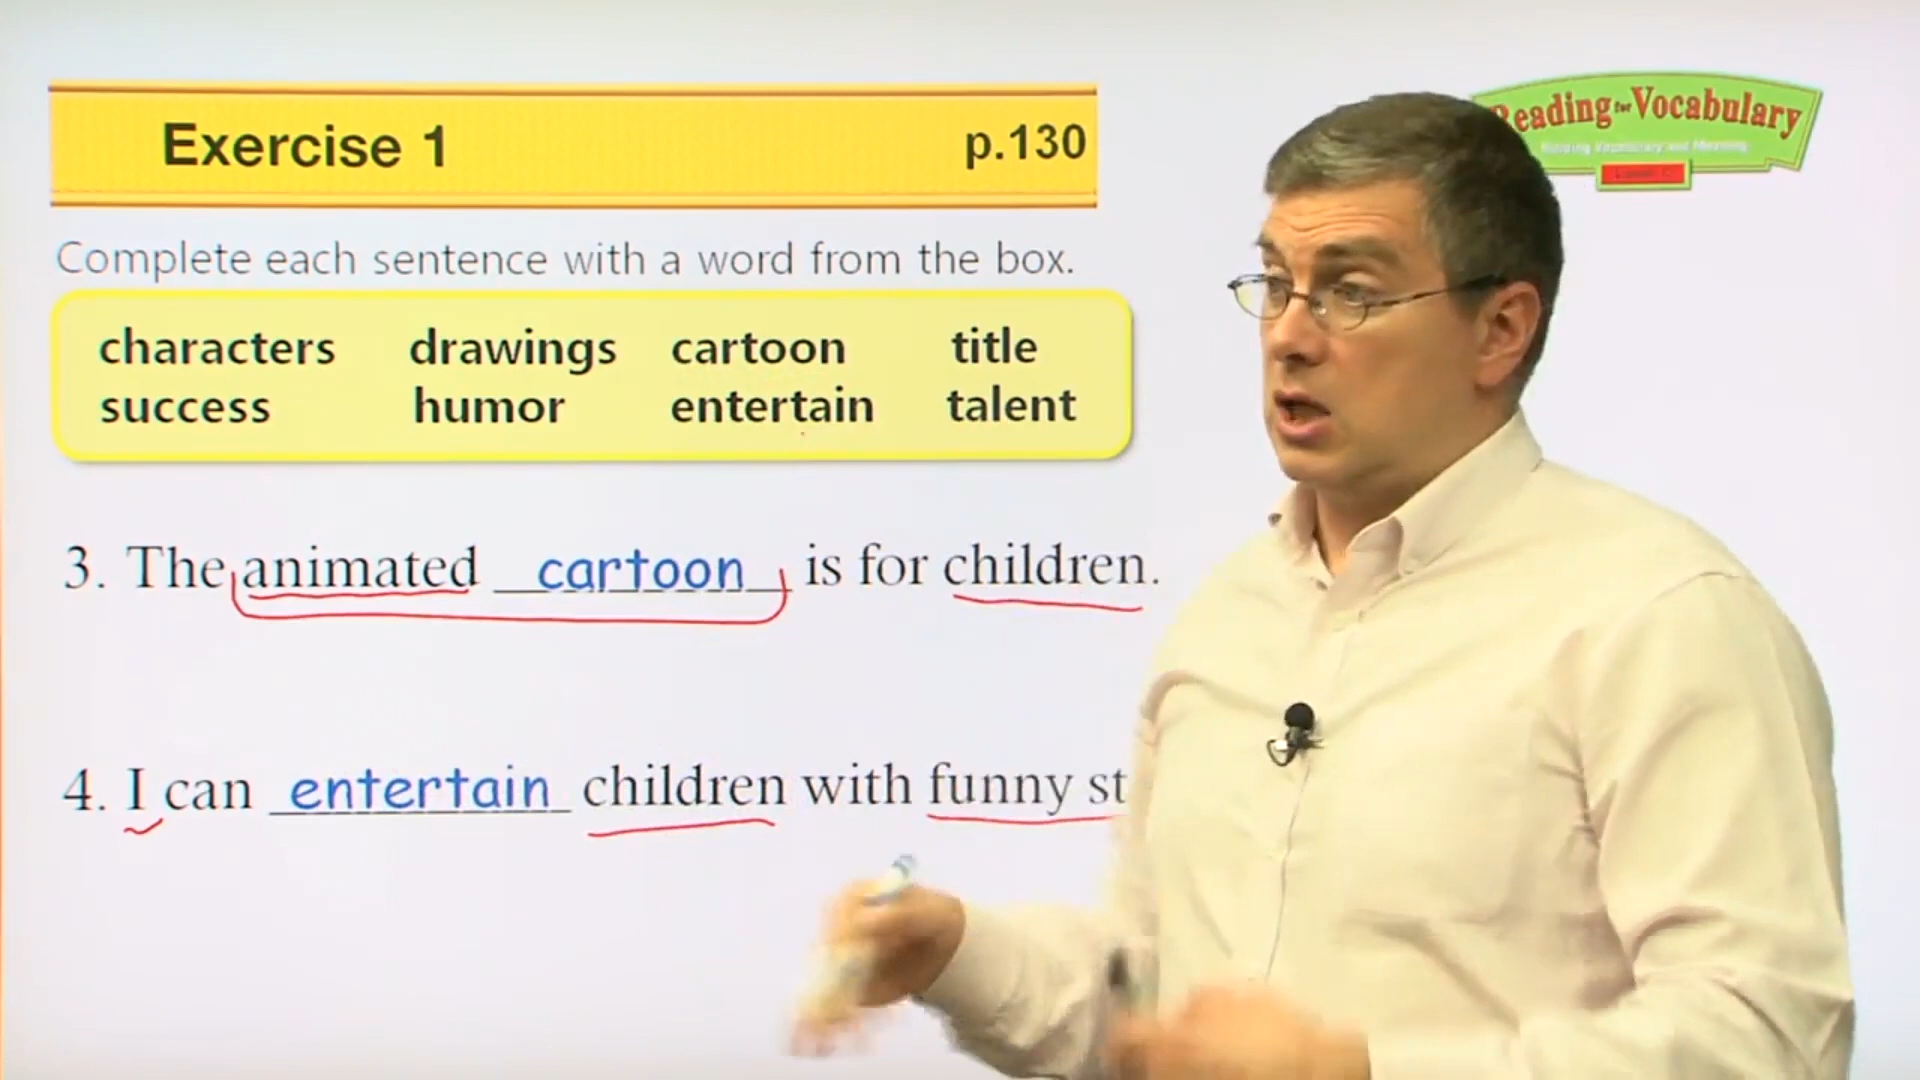 Exercise 1 p.130
Reading for Vocabulary
Complete each sentence with a word from the box.
characters drawings cartoon title
success humor entertain talent
3. The animated cartoon is for children.
4. I can entertain children with funny st